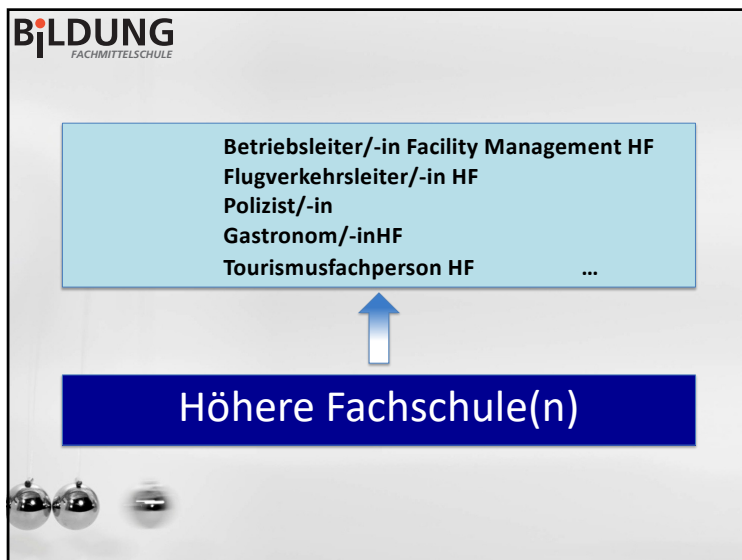 BiLDUNG
FACHMITTELSCHULE
Betriebsleiter/-in Facility Management HF
Flugverkehrsleiter/-in HF
Polizist/-in
Gastronom/-inHF
Tourismusfachperson HF ...
Höhere Fachschule(n)